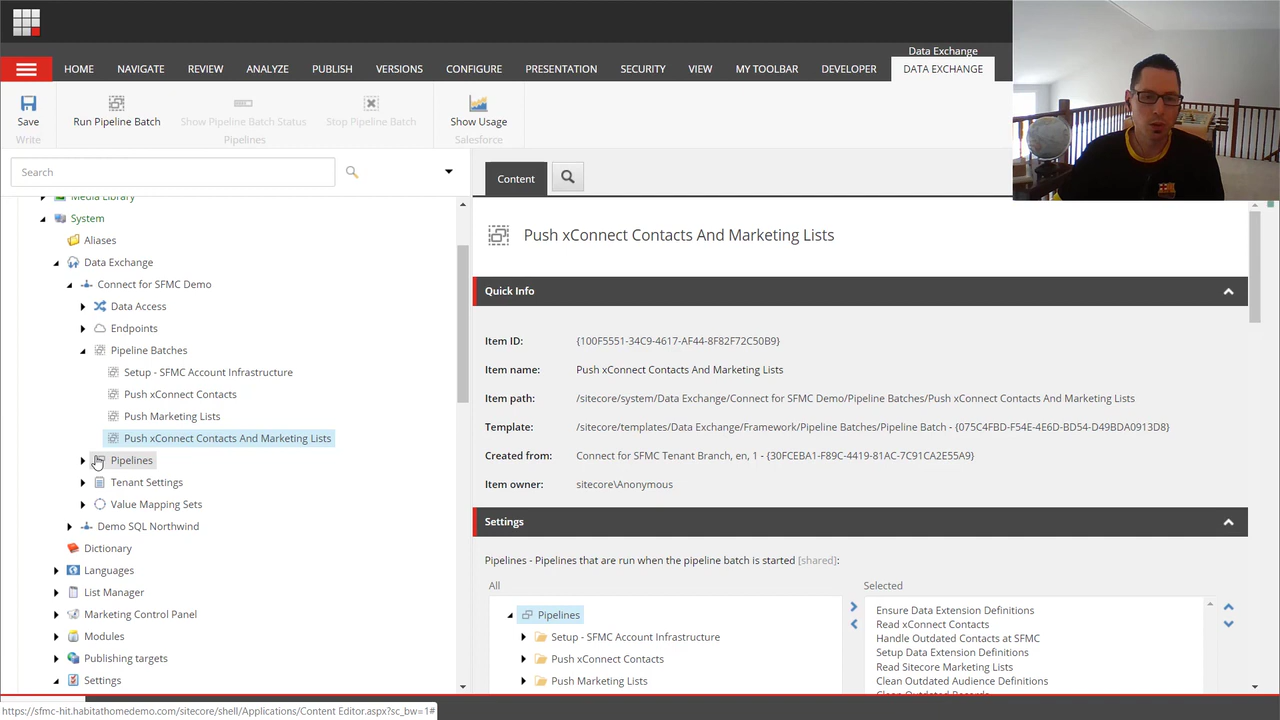 Data Exchange
HOME NAVIGATE REVIEW ANALYZE PUBLISH VERSIONS CONFIGURE PRESENTATION SECURITY VIEW MY TOOLBAR DEVELOPER DATA EXCHANGE
Save Run Pipeline Batch Show Pipeline Batch Status Stop Pipeline Batch Show Usage
Write Pipelines Salesforce
Search
Content
Media Library
System
Aliases
Data Exchange
Connect for SFMC Demo
Data Access
Endpoints
Pipeline Batches
Setup - SFMC Account Infrastructure
Push xConnect Contacts
Push Marketing Lists
Push xConnect Contacts And Marketing Lists
Pipelines
Tenant Settings
Value Mapping Sets
Demo SQL Northwind
Dictionary
Languages
List Manager
Marketing Control Panel
Modules
Publishing targets
Settings
Push xConnect Contacts And Marketing Lists
Quick Info
Item ID: {100F5551-34C9-4617-AF44-8F82F72C50B9}
Item name: Push xConnect Contacts And Marketing Lists
Item path: /sitecore/system/Data Exchange/Connect for SFMC Demo/Pipeline Batches/Push xConnect Contacts And Marketing Lists
Template: /sitecore/templates/Data Exchange/Framework/Pipeline Batches/Pipeline Batch - {075C4FBD-F54E-4E6D-BD54-D49BDA0913D8}
Created from: Connect for SFMC Tenant Branch, en, 1 - {30FCEBA1-F89C-4419-81AC-7C91CA2E55A9}
Item owner: sitecore\Anonymous
Settings
Pipelines - Pipelines that are run when the pipeline batch is started [shared]:
All
Pipelines
Setup - SFMC Account Infrastructure
Push xConnect Contacts
Push Marketing Lists
Selected
Ensure Data Extension Definitions
Read xConnect Contacts
Handle Outdated Contacts at SFMC
Setup Data Extension Definitions
Read Sitecore Marketing Lists
Clean Outdated Audience Definitions
Clean Outdated Records
https://sfmc-hit.habitathomedemo.com/sitecore/shell/Applications/Content Editor.aspx?sc_bw=1#